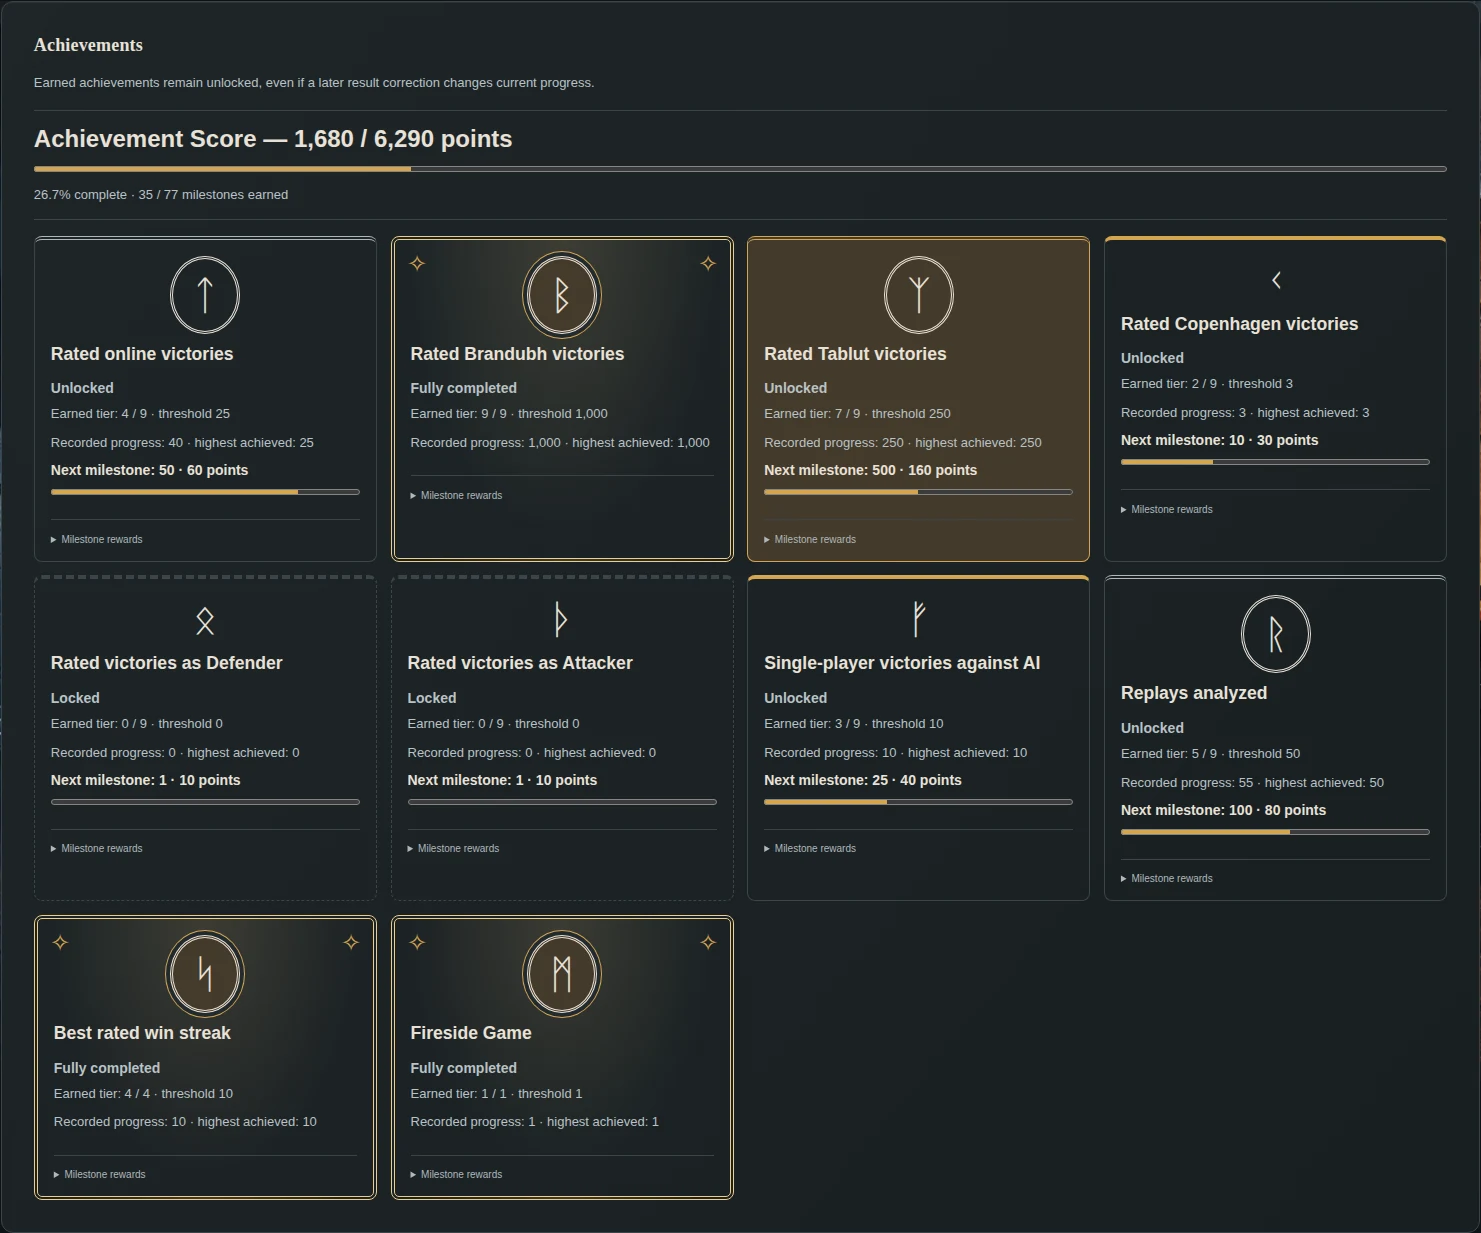 Achievements
Earned achievements remain unlocked, even if a later result correction changes current progress.
Achievement Score — 1,680 / 6,290 points
26.7% complete · 35 / 77 milestones earned
ᛏ
Rated online victories
Unlocked
Earned tier: 4 / 9 · threshold 25
Recorded progress: 40 · highest achieved: 25
Next milestone: 50 · 60 points
▶ Milestone rewards
✧ ᛒ ✧
Rated Brandubh victories
Fully completed
Earned tier: 9 / 9 · threshold 1,000
Recorded progress: 1,000 · highest achieved: 1,000
▶ Milestone rewards
ᛉ
Rated Tablut victories
Unlocked
Earned tier: 7 / 9 · threshold 250
Recorded progress: 250 · highest achieved: 250
Next milestone: 500 · 160 points
▶ Milestone rewards
ᚲ
Rated Copenhagen victories
Unlocked
Earned tier: 2 / 9 · threshold 3
Recorded progress: 3 · highest achieved: 3
Next milestone: 10 · 30 points
▶ Milestone rewards
ᛟ
Rated victories as Defender
Locked
Earned tier: 0 / 9 · threshold 0
Recorded progress: 0 · highest achieved: 0
Next milestone: 1 · 10 points
▶ Milestone rewards
ᚦ
Rated victories as Attacker
Locked
Earned tier: 0 / 9 · threshold 0
Recorded progress: 0 · highest achieved: 0
Next milestone: 1 · 10 points
▶ Milestone rewards
ᚠ
Single-player victories against AI
Unlocked
Earned tier: 3 / 9 · threshold 10
Recorded progress: 10 · highest achieved: 10
Next milestone: 25 · 40 points
▶ Milestone rewards
ᚱ
Replays analyzed
Unlocked
Earned tier: 5 / 9 · threshold 50
Recorded progress: 55 · highest achieved: 50
Next milestone: 100 · 80 points
▶ Milestone rewards
✧ ᛋ ✧
Best rated win streak
Fully completed
Earned tier: 4 / 4 · threshold 10
Recorded progress: 10 · highest achieved: 10
▶ Milestone rewards
✧ ᛗ ✧
Fireside Game
Fully completed
Earned tier: 1 / 1 · threshold 1
Recorded progress: 1 · highest achieved: 1
▶ Milestone rewards